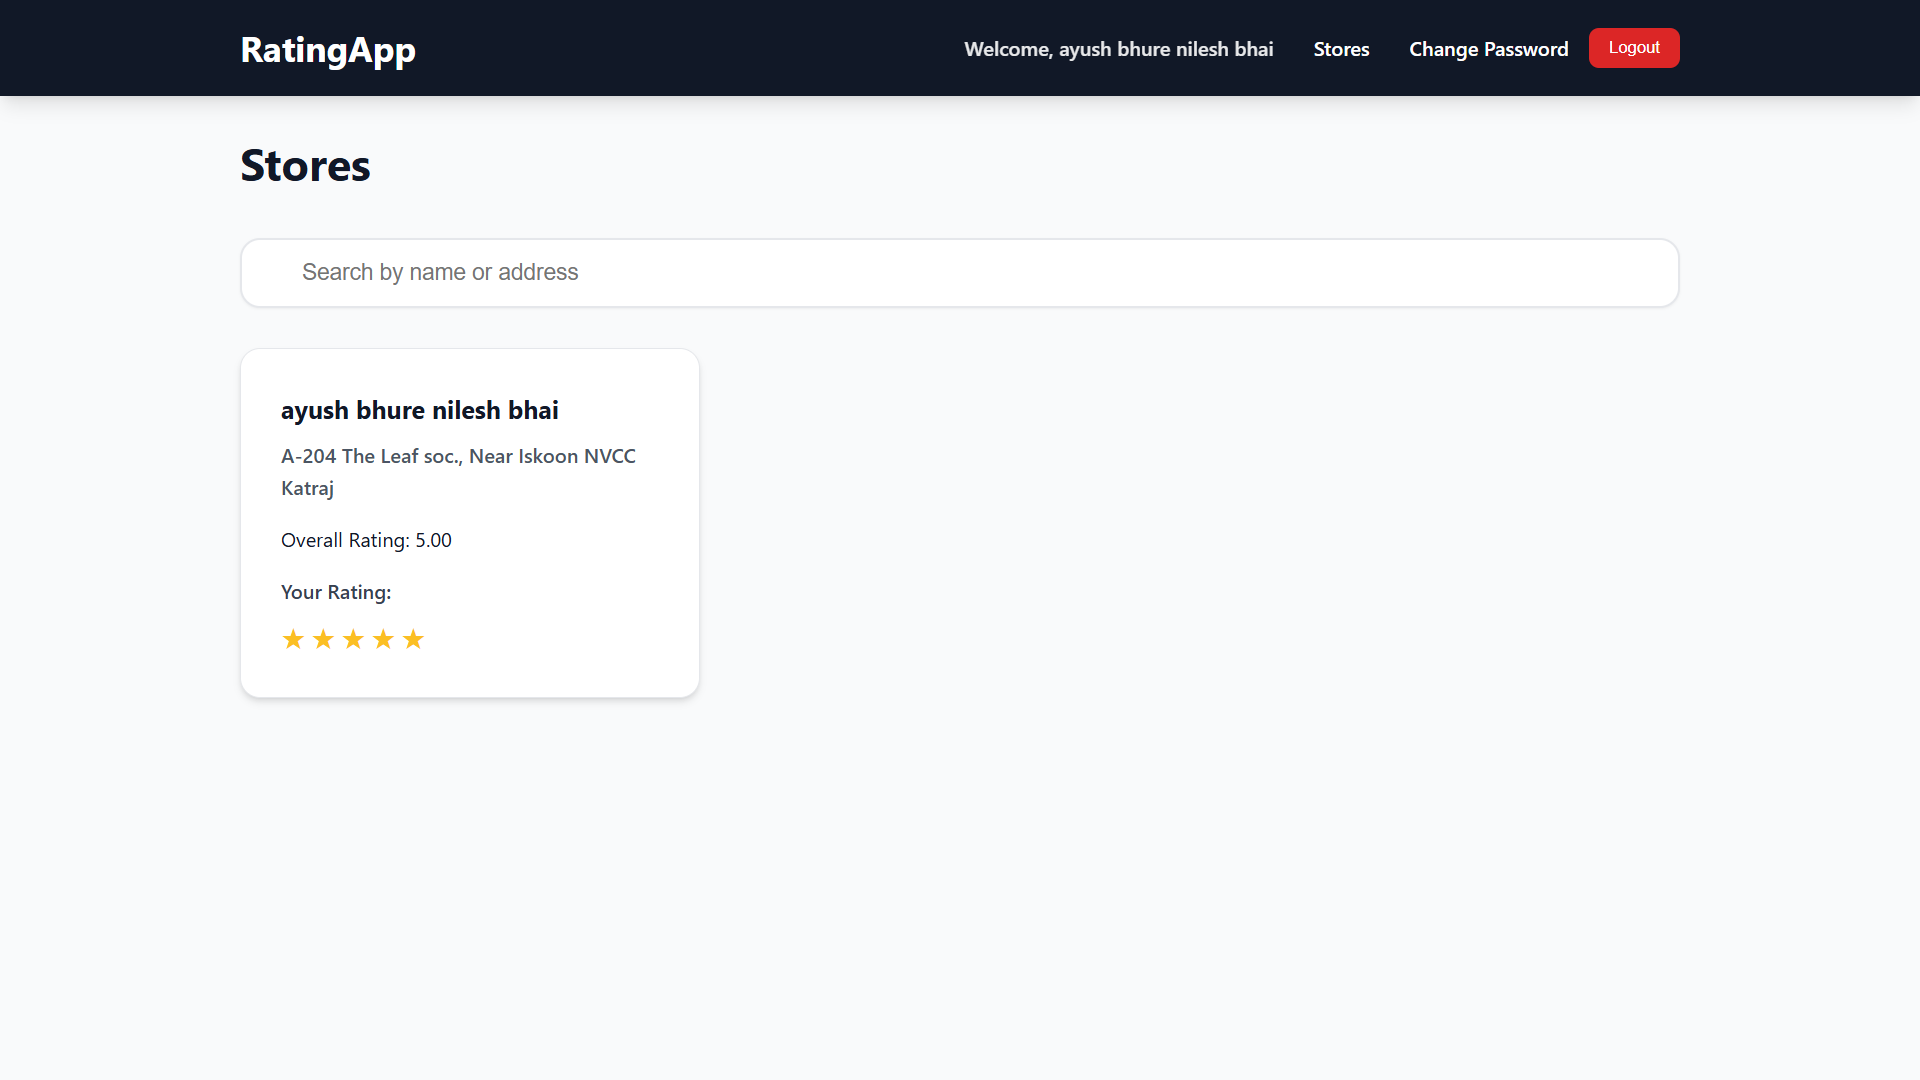 RatingApp
Welcome, ayush bhure nilesh bhai
Stores
Change Password
Logout
Stores
Search by name or address
ayush bhure nilesh bhai
A-204 The Leaf soc., Near Iskoon NVCC
Katraj
Overall Rating: 5.00
Your Rating:
★ ★ ★ ★ ★